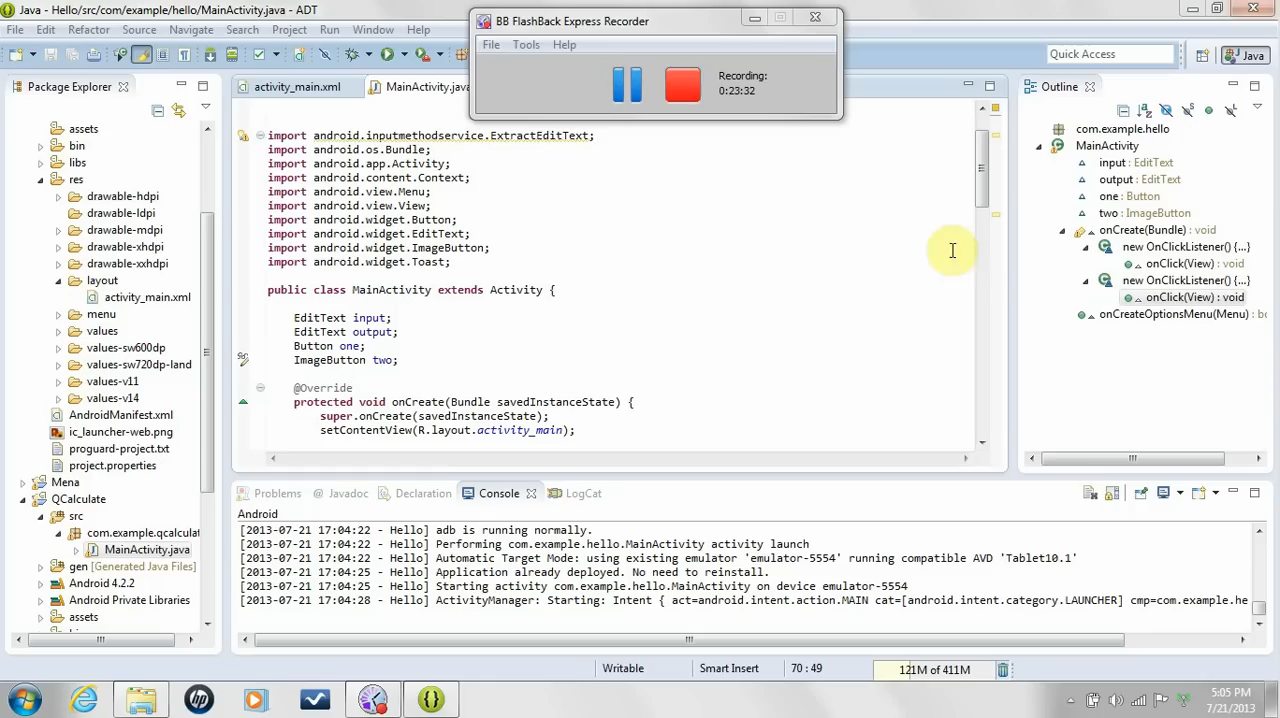 Java - Hello/src/com/example/hello/MainActivity.java - ADT
File Edit Refactor Source Navigate Search Project Run Window Help
BB FlashBack Express Recorder
File Tools Help
Recording:
0:23:32
Quick Access
Java
Package Explorer
assets
bin
libs
res
drawable-hdpi
drawable-ldpi
drawable-mdpi
drawable-xhdpi
drawable-xxhdpi
layout
activity_main.xml
menu
values
values-sw600dp
values-sw720dp-land
values-v11
values-v14
AndroidManifest.xml
ic_launcher-web.png
proguard-project.txt
project.properties
Mena
QCalculate
src
com.example.qcalculat
MainActivity.java
gen [Generated Java Files]
Android 4.2.2
Android Private Libraries
assets
activity_main.xml
MainActivity.java
import android.inputmethodservice.ExtractEditText;
import android.os.Bundle;
import android.app.Activity;
import android.content.Context;
import android.view.Menu;
import android.view.View;
import android.widget.Button;
import android.widget.EditText;
import android.widget.ImageButton;
import android.widget.Toast;
public class MainActivity extends Activity {
EditText input;
EditText output;
Button one;
ImageButton two;
@Override
protected void onCreate(Bundle savedInstanceState) {
super.onCreate(savedInstanceState);
setContentView(R.layout.activity_main);
Outline
com.example.hello
MainActivity
input : EditText
output : EditText
one : Button
two : ImageButton
onCreate(Bundle) : void
new OnClickListener() {...}
onClick(View) : void
new OnClickListener() {...}
onClick(View) : void
onCreateOptionsMenu(Menu) : bo
Problems @ Javadoc Declaration Console LogCat
Android
[2013-07-21 17:04:22 - Hello] adb is running normally.
[2013-07-21 17:04:22 - Hello] Performing com.example.hello.MainActivity activity launch
[2013-07-21 17:04:22 - Hello] Automatic Target Mode: using existing emulator 'emulator-5554' running compatible AVD 'Tablet10.1'
[2013-07-21 17:04:25 - Hello] Application already deployed. No need to reinstall.
[2013-07-21 17:04:25 - Hello] Starting activity com.example.hello.MainActivity on device emulator-5554
[2013-07-21 17:04:28 - Hello] ActivityManager: Starting: Intent { act=android.intent.action.MAIN cat=[android.intent.category.LAUNCHER] cmp=com.example.he
Writable
Smart Insert
70 : 49
121M of 411M
5:05 PM
7/21/2013